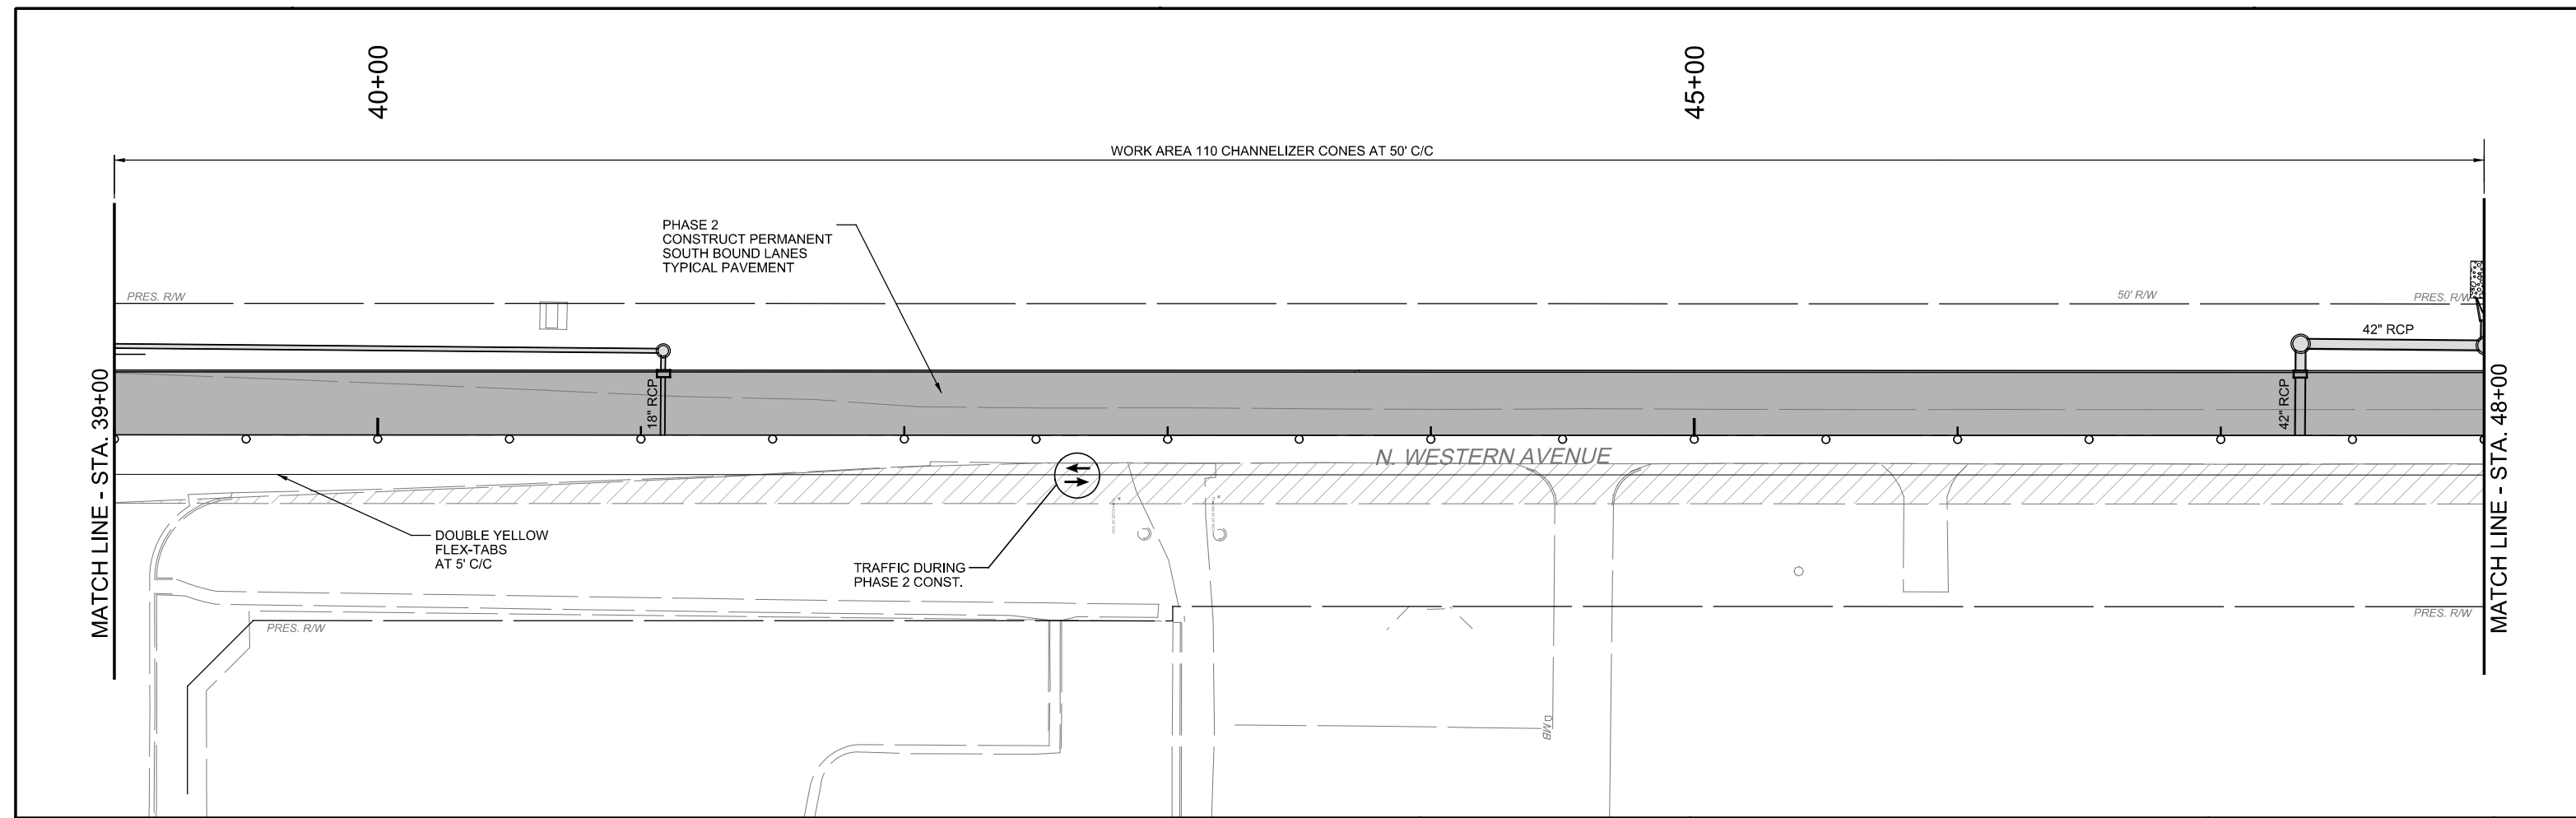 40+00
45+00
WORK AREA 110 CHANNELIZER CONES AT 50' C/C
PHASE 2
CONSTRUCT PERMANENT
SOUTH BOUND LANES
TYPICAL PAVEMENT
PRES. R/W
50' R/W
PRES. R/W
42" RCP
18" RCP
42" RCP
MATCH LINE - STA. 39+00
MATCH LINE - STA. 48+00
N. WESTERN AVENUE
DOUBLE YELLOW
FLEX-TABS
AT 5' C/C
TRAFFIC DURING
PHASE 2 CONST.
PRES. R/W
PRES. R/W
MB